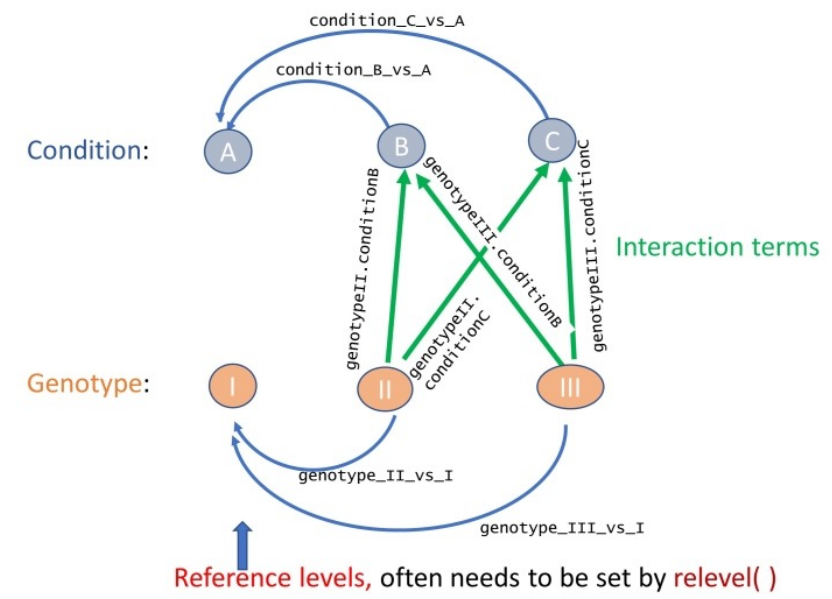 condition_C_vs_A
condition_B_vs_A
Condition:
A
B
C
genotypeII.conditionB
genotypeIII.conditionB
genotypeII.
conditionC
genotypeIII.conditionC
Interaction terms
Genotype:
I
II
III
genotype_II_vs_I
genotype_III_vs_I
Reference levels, often needs to be set by relevel( )